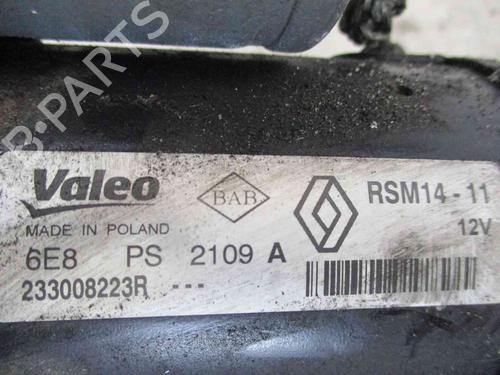 B-PARTS
Valeo
BAB
RSM14-11
MADE IN POLAND
12V
6E8 PS 2109 A
233008223R ---